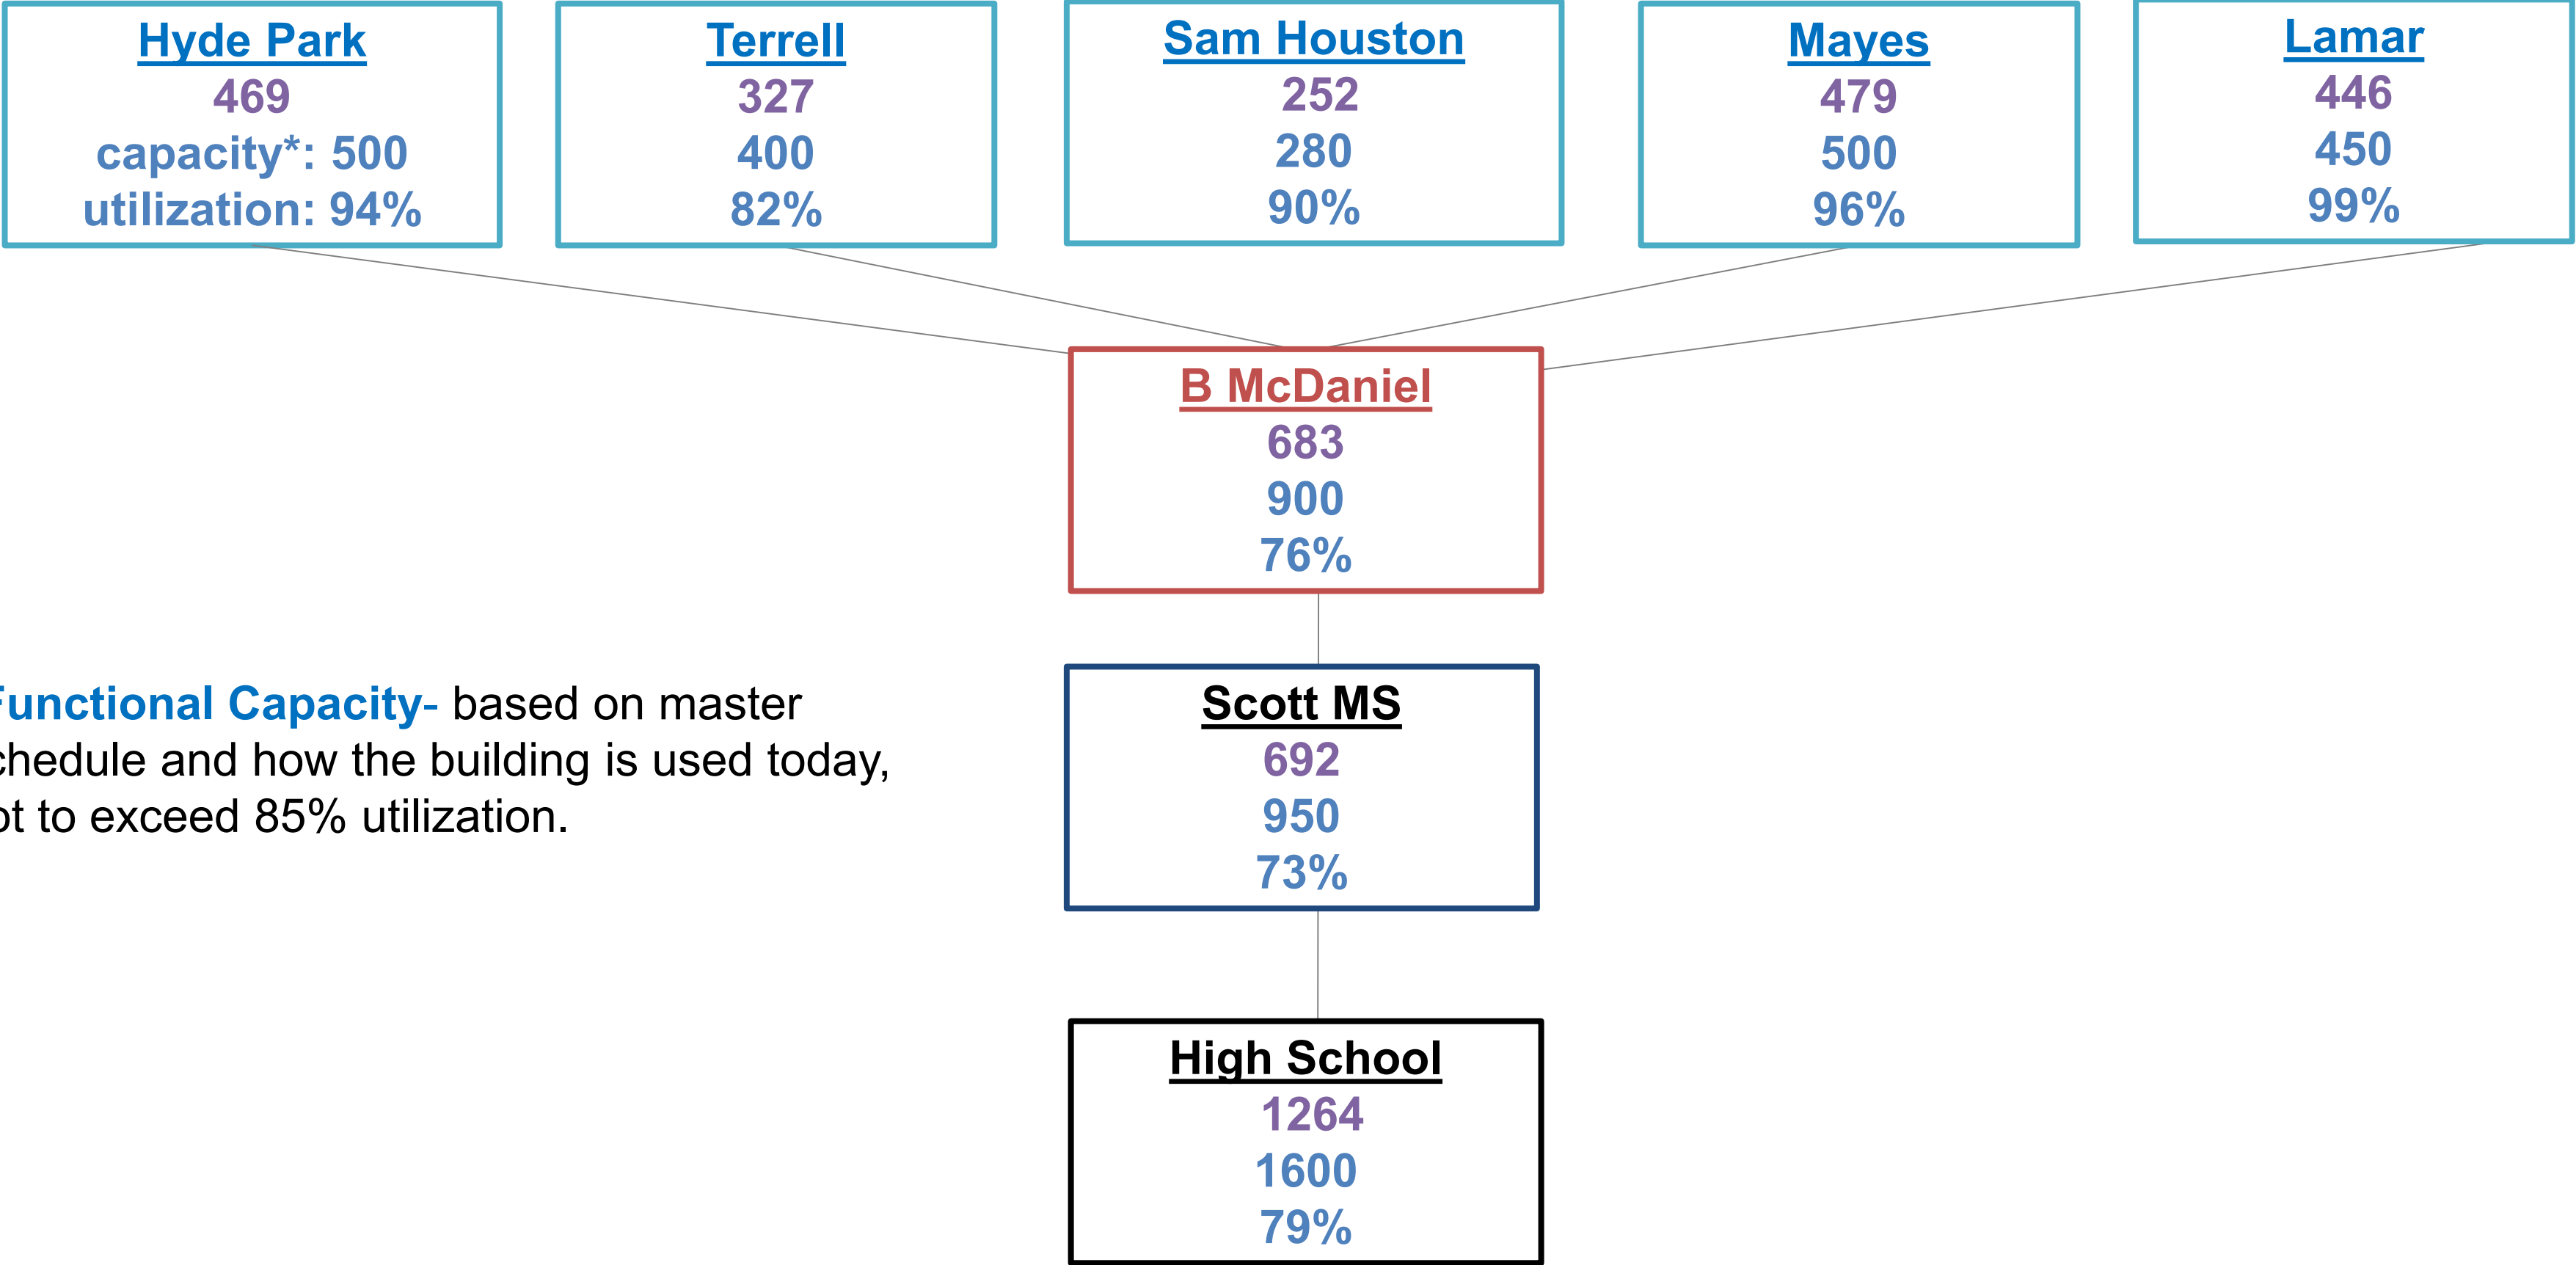 Hyde Park
469
capacity*: 500
utilization: 94%
Terrell
327
400
82%
Sam Houston
252
280
90%
Mayes
479
500
96%
Lamar
446
450
99%
B McDaniel
683
900
76%
Functional Capacity- based on master
chedule and how the building is used today,
ot to exceed 85% utilization.
Scott MS
692
950
73%
High School
1264
1600
79%